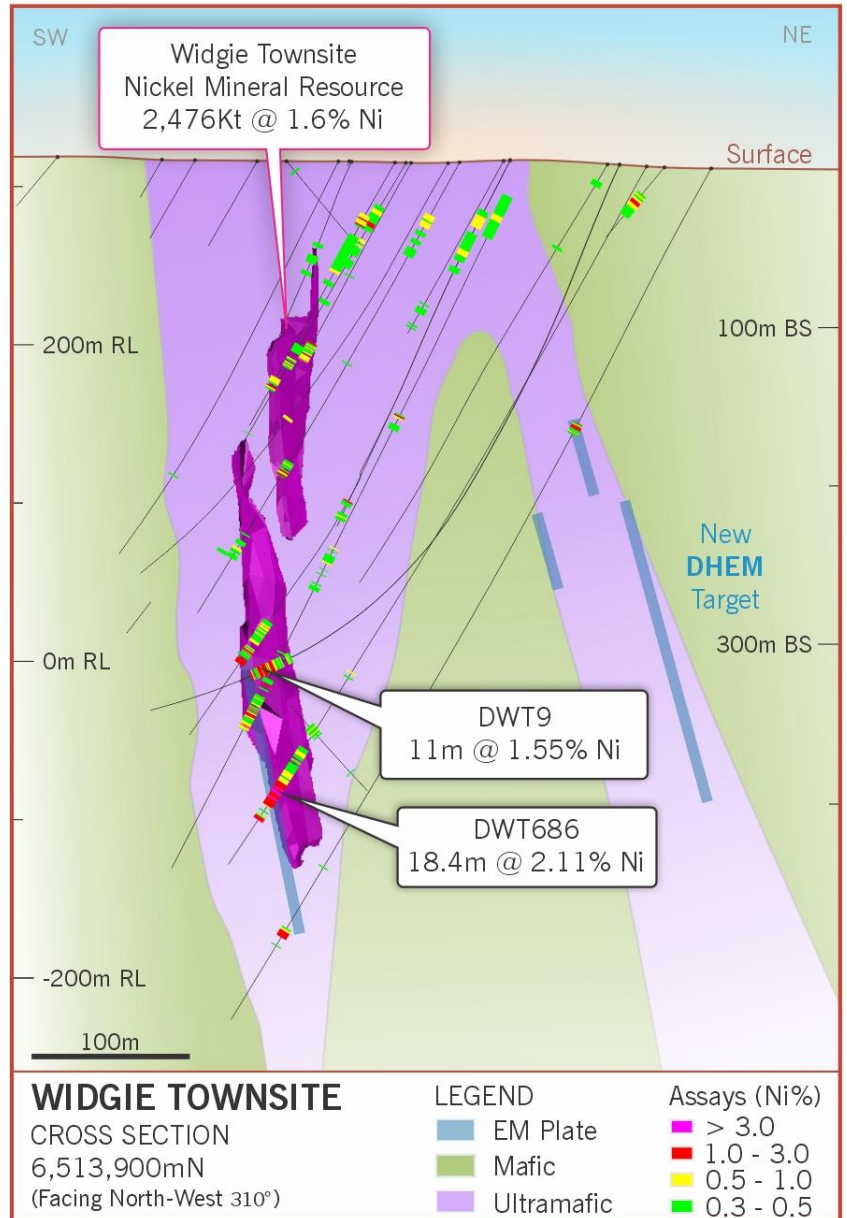 SW
NE
Widgie Townsite
Nickel Mineral Resource
2,476Kt @ 1.6% Ni
Surface
100m BS
200m RL
New
DHEM
Target
300m BS
0m RL
DWT9
11m @ 1.55% Ni
DWT686
18.4m @ 2.11% Ni
-200m RL
100m
WIDGIE TOWNSITE
CROSS SECTION
6,513,900mN
(Facing North-West 310°)
LEGEND
EM Plate
Mafic
Ultramafic
Assays (Ni%)
> 3.0
1.0 - 3.0
0.5 - 1.0
0.3 - 0.5